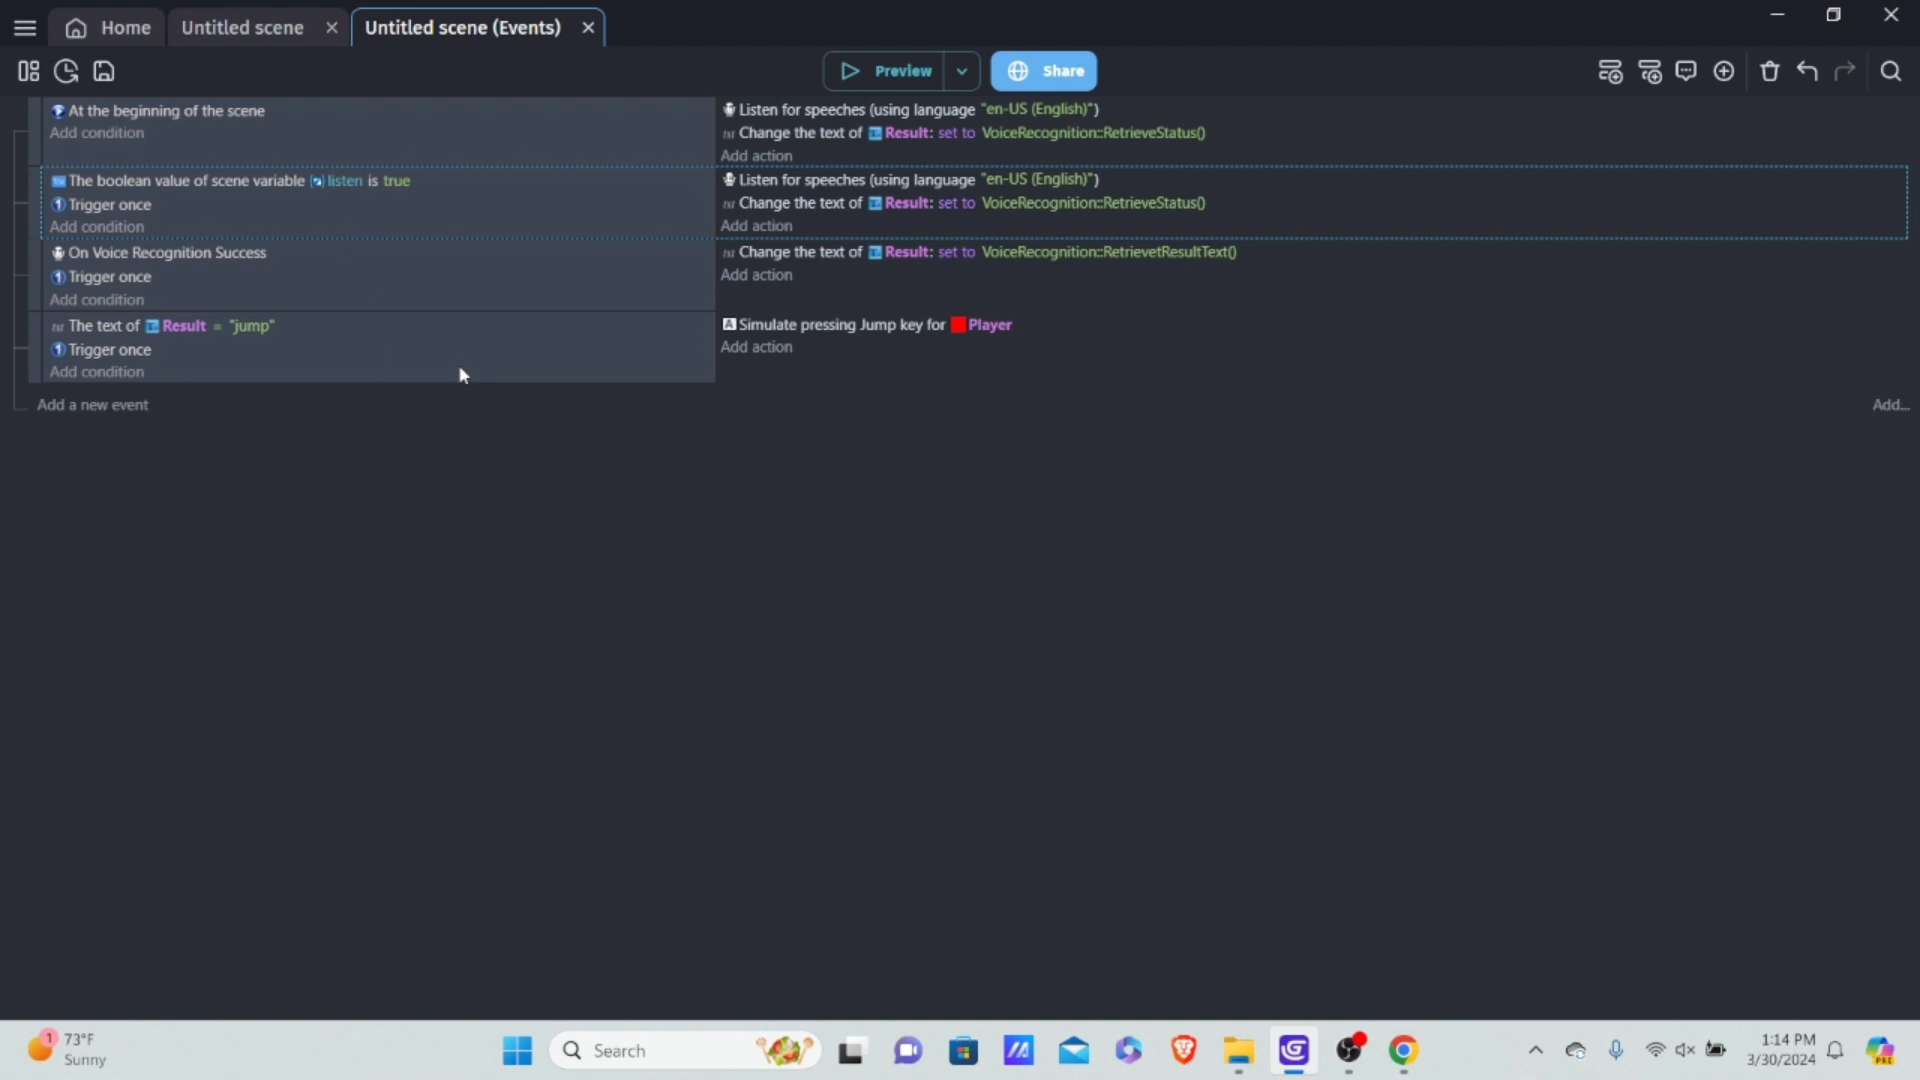 Home
Untitled scene
Untitled scene (Events)
Preview
Share
At the beginning of the scene
Add condition
Listen for speeches (using language "en-US (English)")
Change the text of Result: set to VoiceRecognition::RetrieveStatus()
Add action
The boolean value of scene variable listen is true
Trigger once
Add condition
Listen for speeches (using language "en-US (English)")
Change the text of Result: set to VoiceRecognition::RetrieveStatus()
Add action
On Voice Recognition Success
Trigger once
Add condition
Change the text of Result: set to VoiceRecognition::RetrievetResultText()
Add action
The text of Result = "jump"
Trigger once
Add condition
Simulate pressing Jump key for Player
Add action
Add a new event
Add...
1
73°F
Sunny
Search
1:14 PM
3/30/2024
PRE